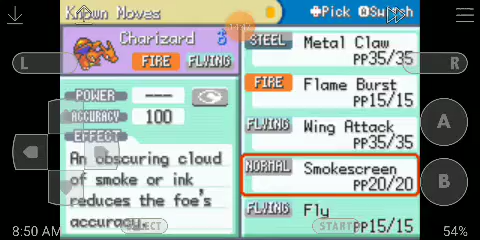 Known Moves
Pick Switch
Charizard
FIRE FLYING
POWER ---
ACCURACY 100
EFFECT
An obscuring cloud
of smoke or ink
reduces the foe's
accuracy.
STEEL Metal Claw
PP35/35
FIRE Flame Burst
PP15/15
FLYING Wing Attack
PP35/35
NORMAL Smokescreen
PP20/20
FLYING Fly
PP15/15
L
R
A
B
START
8:50 AM
54%